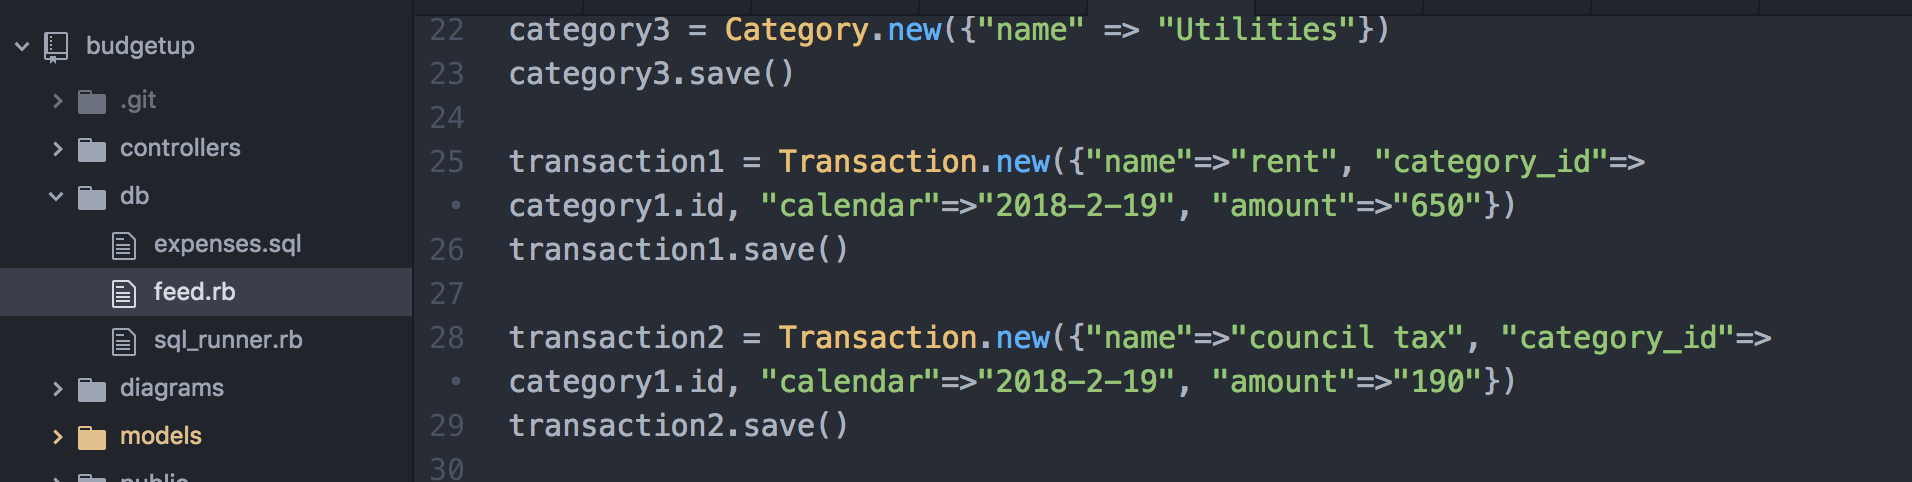 budgetup
.git
controllers
db
expenses.sql
feed.rb
sql_runner.rb
diagrams
models
public
22 category3 = Category.new({"name" => "Utilities"})
23 category3.save()
24
25 transaction1 = Transaction.new({"name"=>"rent", "category_id"=>
• category1.id, "calendar"=>"2018-2-19", "amount"=>"650"})
26 transaction1.save()
27
28 transaction2 = Transaction.new({"name"=>"council tax", "category_id"=>
• category1.id, "calendar"=>"2018-2-19", "amount"=>"190"})
29 transaction2.save()
30